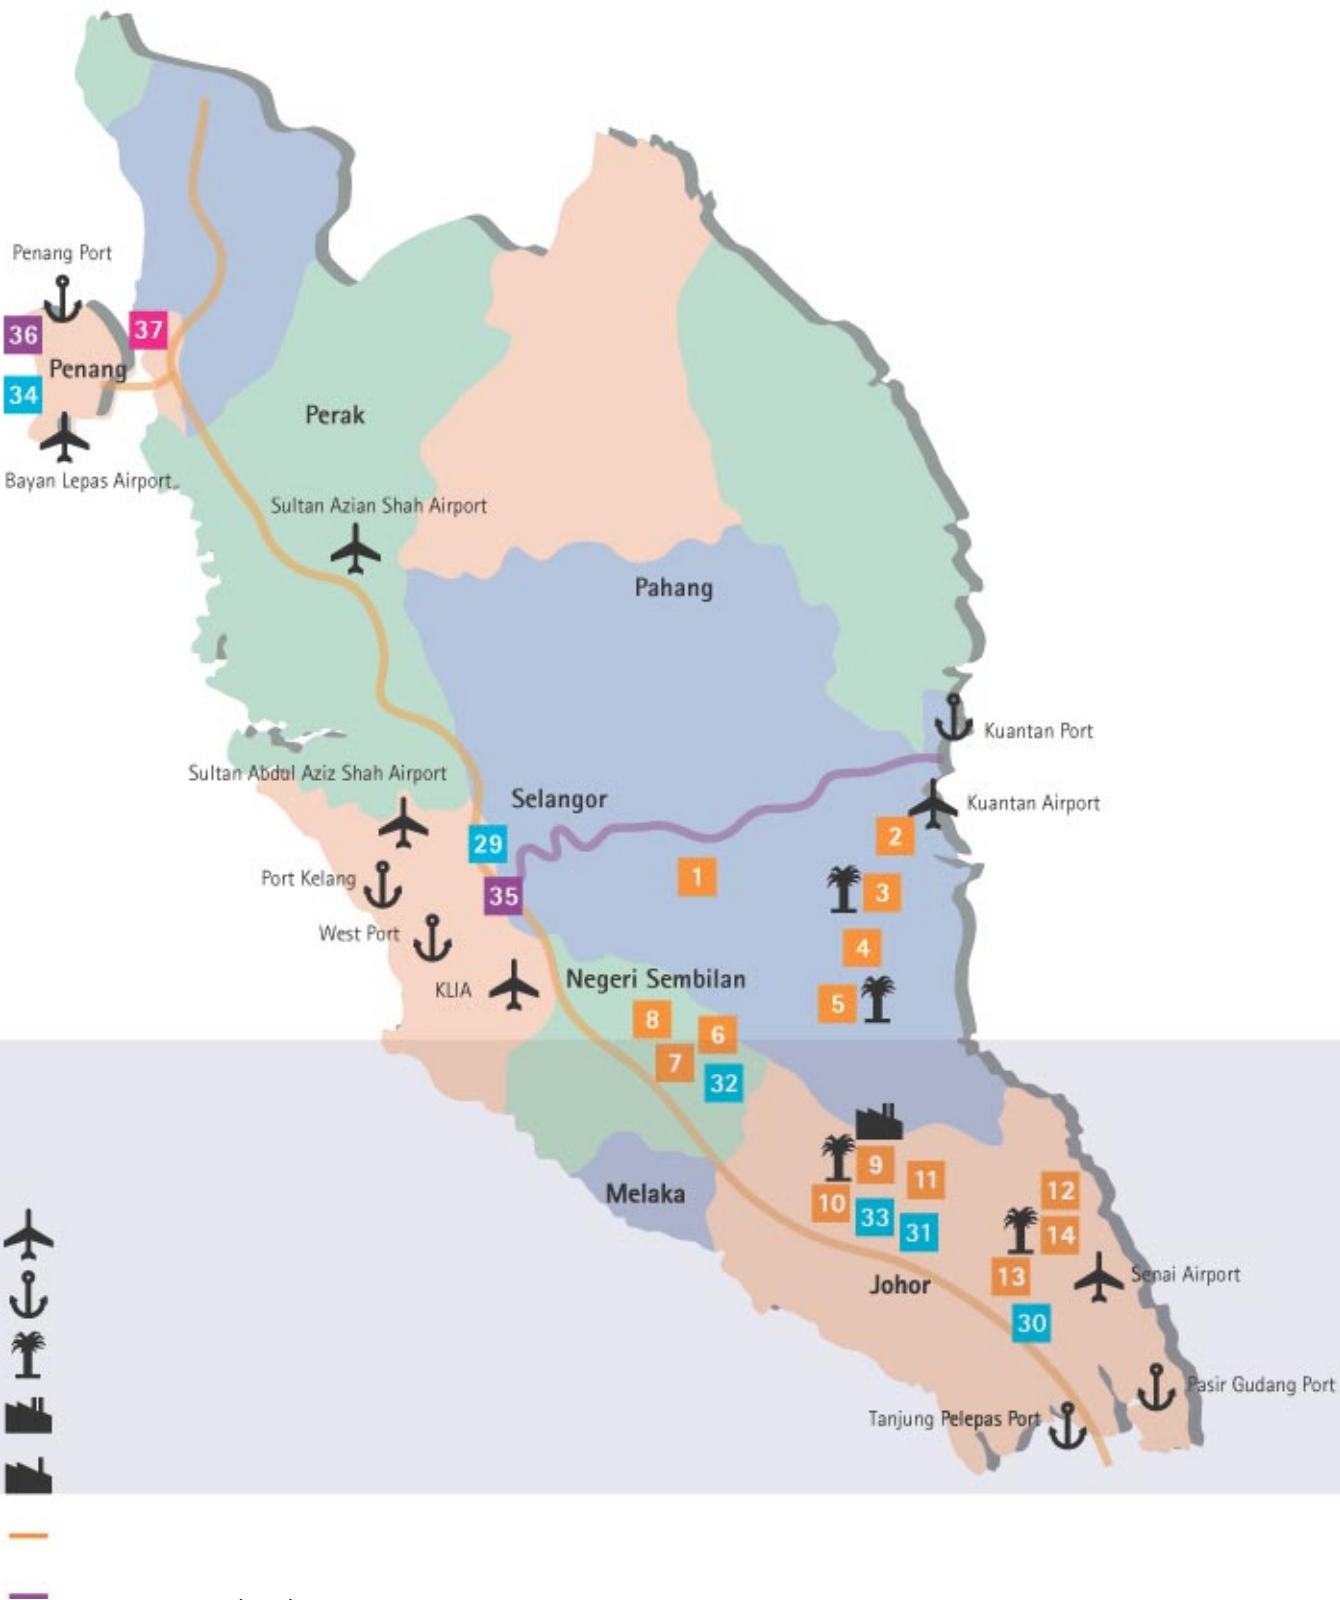 Penang Port
36
37
Penang
34
Perak
Bayan Lepas Airport
Sultan Azian Shah Airport
Pahang
Kuantan Port
Sultan Abdul Aziz Shah Airport
Selangor
Kuantan Airport
2
29
1
Port Kelang
3
35
West Port
4
Negeri Sembilan
KLIA
5
8
6
7
32
9
11
12
Melaka
10
33
31
14
13
Senai Airport
Johor
30
Pasir Gudang Port
Tanjung Pelepas Port